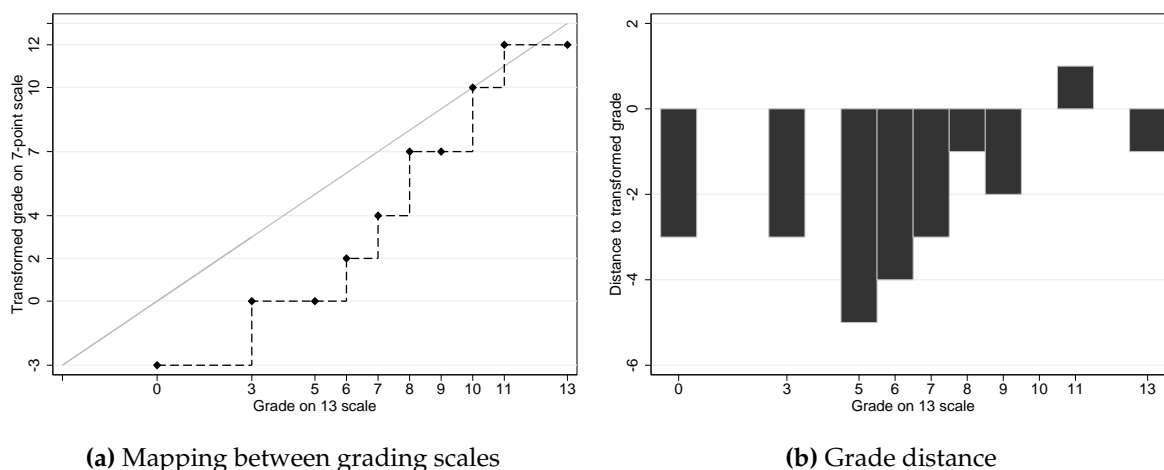 Transformed grade on 7-point scale
12
10
7
4
2
0
-3
0 3 5 6 7 8 9 10 11 13
Grade on 13 scale
(a) Mapping between grading scales
Distance to transformed grade
2
0
-2
-4
-6
0 3 5 6 7 8 9 10 11 13
Grade on 13 scale
(b) Grade distance